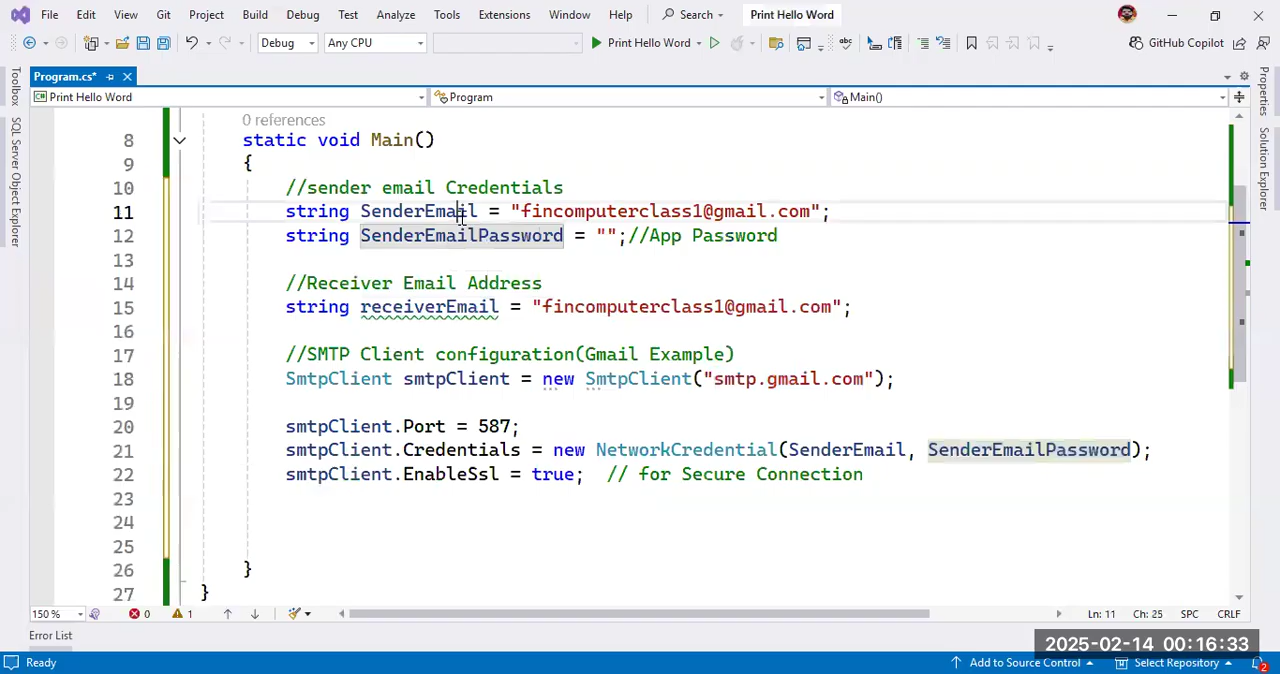 File Edit View Git Project Build Debug Test Analyze Tools Extensions Window Help Search Print Hello Word
Debug Any CPU Print Hello Word GitHub Copilot
Program.cs*
Print Hello Word Program Main()
Toolbox
SQL Server Object Explorer
Properties
Solution Explorer
0 references
8 static void Main()
9 {
10 //sender email Credentials
11 string SenderEmail = "fincomputerclass1@gmail.com";
12 string SenderEmailPassword = "";//App Password
13
14 //Receiver Email Address
15 string receiverEmail = "fincomputerclass1@gmail.com";
16
17 //SMTP Client configuration(Gmail Example)
18 SmtpClient smtpClient = new SmtpClient("smtp.gmail.com");
19
20 smtpClient.Port = 587;
21 smtpClient.Credentials = new NetworkCredential(SenderEmail, SenderEmailPassword);
22 smtpClient.EnableSsl = true; // for Secure Connection
23
24
25
26 }
27 }
150 % 0 1 Ln: 11 Ch: 25 SPC CRLF
Error List
2025-02-14 00:16:33
Ready Add to Source Control Select Repository 2